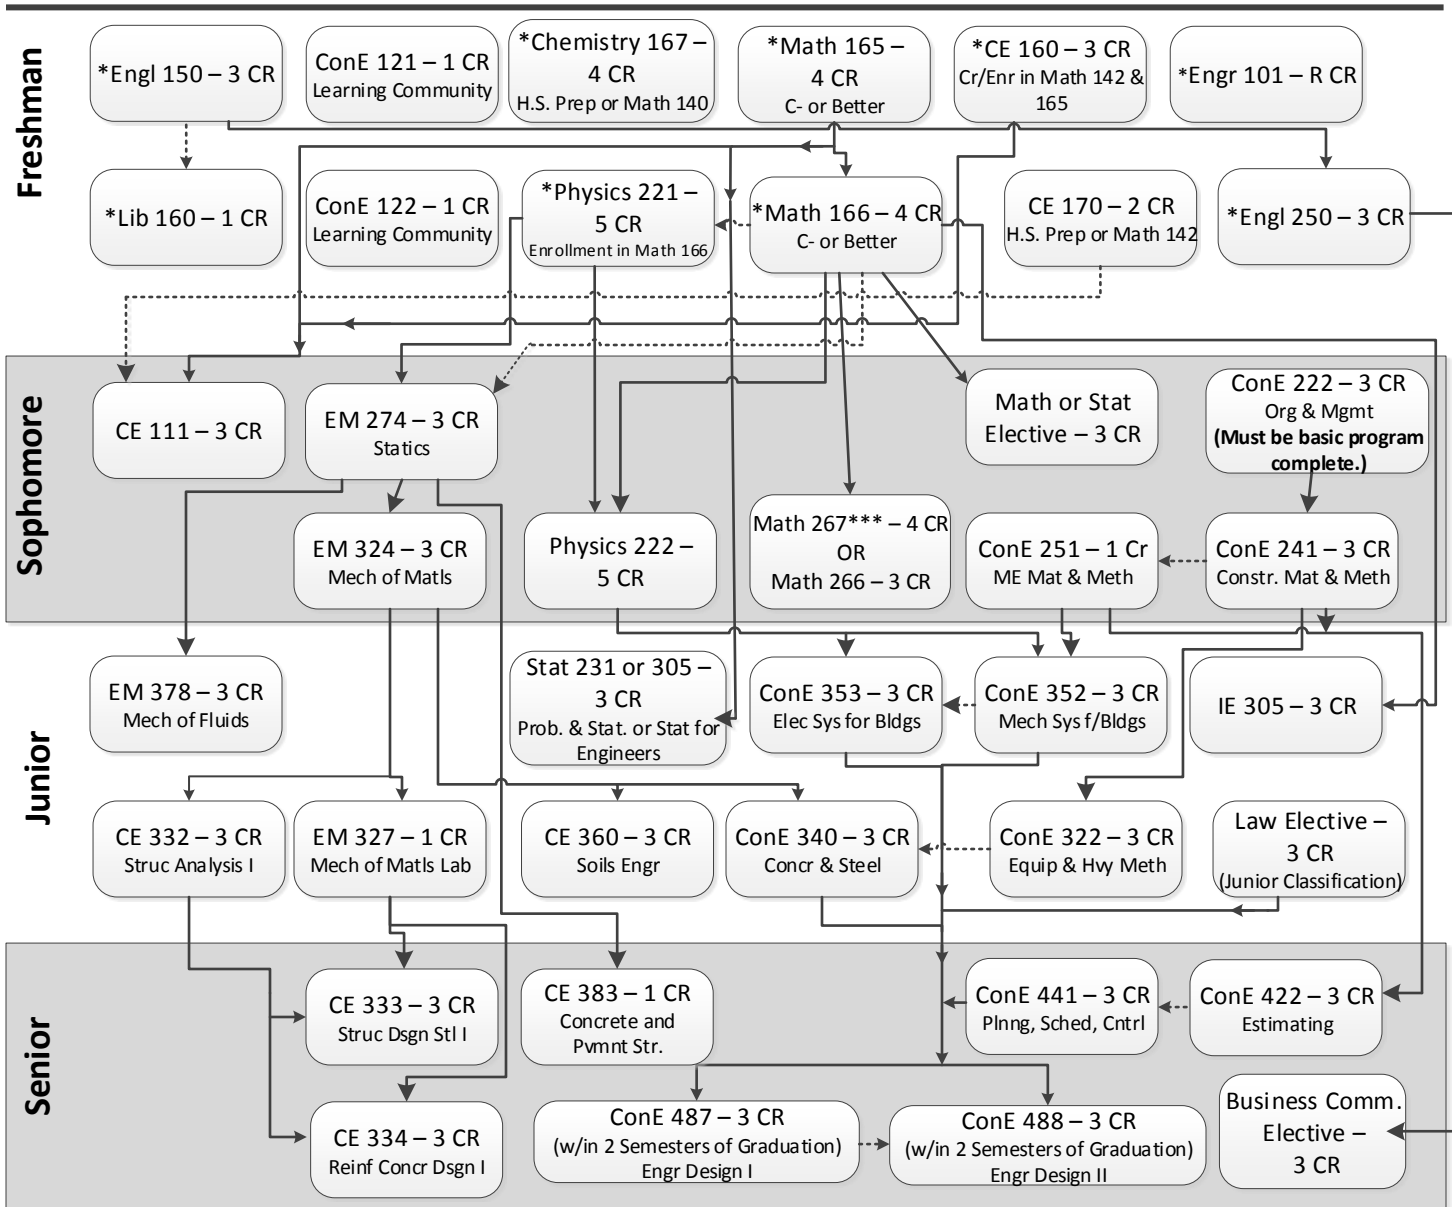 Freshman
*Engl 150 – 3 CR
ConE 121 – 1 CR
Learning Community
*Chemistry 167 –
4 CR
H.S. Prep or Math 140
*Math 165 –
4 CR
C- or Better
*CE 160 – 3 CR
Cr/Enr in Math 142 &
165
*Engr 101 – R CR
*Lib 160 – 1 CR
ConE 122 – 1 CR
Learning Community
*Physics 221 –
5 CR
Enrollment in Math 166
*Math 166 – 4 CR
C- or Better
CE 170 – 2 CR
H.S. Prep or Math 142
*Engl 250 – 3 CR
Sophomore
CE 111 – 3 CR
EM 274 – 3 CR
Statics
Math or Stat
Elective – 3 CR
ConE 222 – 3 CR
Org & Mgmt
(Must be basic program
complete.)
EM 324 – 3 CR
Mech of Matls
Physics 222 –
5 CR
Math 267*** – 4 CR
OR
Math 266 – 3 CR
ConE 251 – 1 Cr
ME Mat & Meth
ConE 241 – 3 CR
Constr. Mat & Meth
Junior
EM 378 – 3 CR
Mech of Fluids
Stat 231 or 305 –
3 CR
Prob. & Stat. or Stat for
Engineers
ConE 353 – 3 CR
Elec Sys for Bldgs
ConE 352 – 3 CR
Mech Sys f/Bldgs
IE 305 – 3 CR
CE 332 – 3 CR
Struc Analysis I
EM 327 – 1 CR
Mech of Matls Lab
CE 360 – 3 CR
Soils Engr
ConE 340 – 3 CR
Concr & Steel
ConE 322 – 3 CR
Equip & Hvy Meth
Law Elective –
3 CR
(Junior Classification)
Senior
CE 333 – 3 CR
Struc Dsgn Stl I
CE 383 – 1 CR
Concrete and
Pvmnt Str.
ConE 441 – 3 CR
Plnng, Sched, Cntrl
ConE 422 – 3 CR
Estimating
CE 334 – 3 CR
Reinf Concr Dsgn I
ConE 487 – 3 CR
(w/in 2 Semesters of Graduation)
Engr Design I
ConE 488 – 3 CR
(w/in 2 Semesters of Graduation)
Engr Design II
Business Comm.
Elective –
3 CR